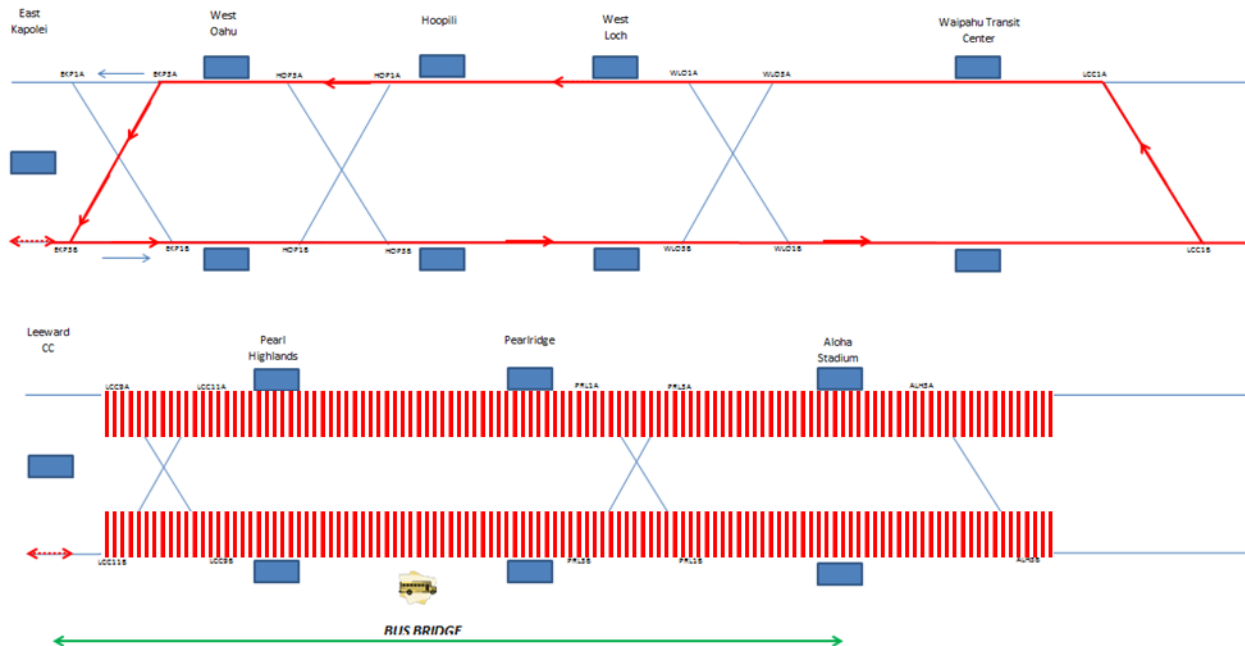 East
Kapolei
West
Oahu
Hoopili
West
Loch
Waipahu Transit
Center
EKP1A
EKP3A
HOP3A
HOP1A
WLO1A
WLO3A
LCC1A
EKP3B
EKP1B
HOP1B
HOP3B
WLO3B
WLO1B
LCC1B
Leeward
CC
Pearl
Highlands
Pearlridge
Aloha
Stadium
LCC9A
LCC11A
PRL1A
PRL3A
ALH3A
LCC11B
LCC9B
PRL3B
PRL1B
ALH3B
BUS BRIDGE